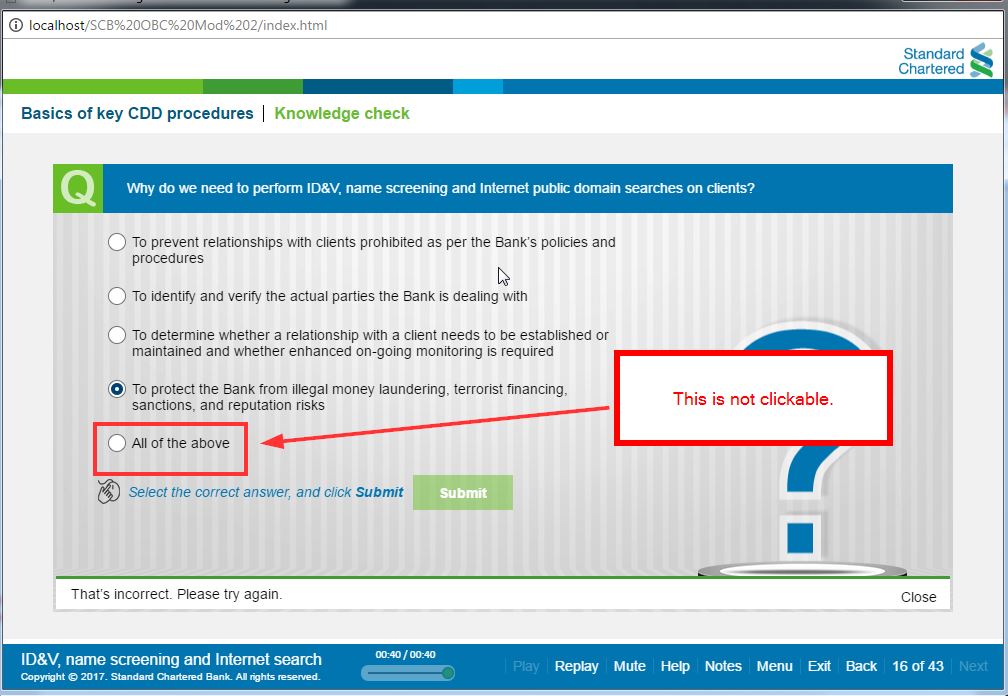 localhost/SCB%20OBC%20Mod%202/index.html
Standard
Chartered
Basics of key CDD procedures | Knowledge check
Q Why do we need to perform ID&V, name screening and Internet public domain searches on clients?
To prevent relationships with clients prohibited as per the Bank's policies and
procedures
To identify and verify the actual parties the Bank is dealing with
To determine whether a relationship with a client needs to be established or
maintained and whether enhanced on-going monitoring is required
To protect the Bank from illegal money laundering, terrorist financing,
sanctions, and reputation risks
This is not clickable.
All of the above
Select the correct answer, and click Submit Submit
?
That's incorrect. Please try again. Close
ID&V, name screening and Internet search
Copyright © 2017. Standard Chartered Bank. All rights reserved.
00:40 / 00:40
Play Replay Mute Help Notes Menu Exit Back 16 of 43 Next